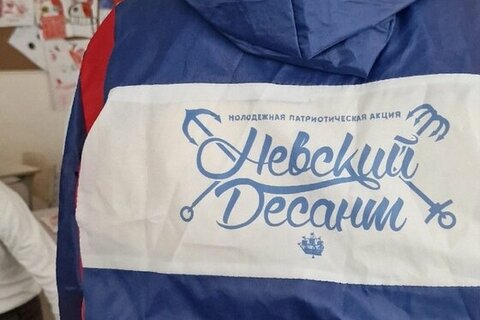 МОЛОДЕЖНАЯ ПАТРИОТИЧЕСКАЯ АКЦИЯ
Невский
Десант